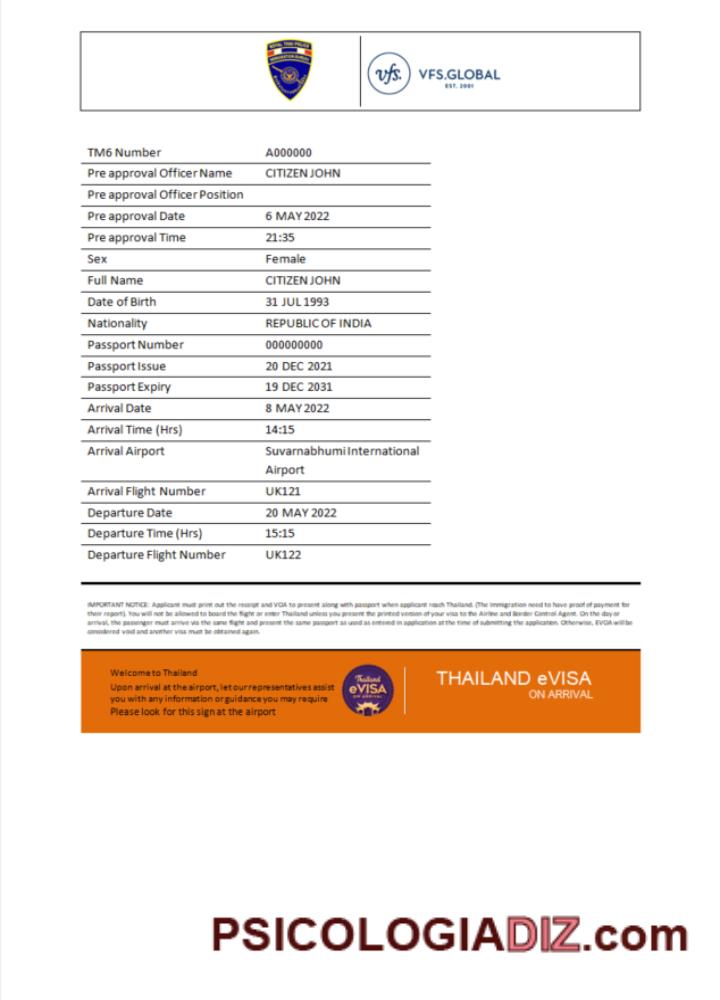 ROYAL THAI POLICE
IMMIGRATION BUREAU
vfs. VFS.GLOBAL
EST. 2001
TM6 Number A000000
Pre approval Officer Name CITIZEN JOHN
Pre approval Officer Position
Pre approval Date 6 MAY 2022
Pre approval Time 21:35
Sex Female
Full Name CITIZEN JOHN
Date of Birth 31 JUL 1993
Nationality REPUBLIC OF INDIA
Passport Number 000000000
Passport Issue 20 DEC 2021
Passport Expiry 19 DEC 2031
Arrival Date 8 MAY 2022
Arrival Time (Hrs) 14:15
Arrival Airport Suvarnabhumi International
Airport
Arrival Flight Number UK121
Departure Date 20 MAY 2022
Departure Time (Hrs) 15:15
Departure Flight Number UK122
IMPORTANT NOTICE: Applicant must print out the receipt and VOA to present along with passport when applicant reach Thailand. (The Immigration need to have proof of payment for
their report). You will not be allowed to board the flight or enter Thailand unless you present the printed version of your visa to the Airline and Border Control Agent. On the day or
arrival, the passenger must arrive via the same flight and present the same passport as used as entered in application at the time of submitting the application. Otherwise, EVOA will be
considered void and another visa must be obtained again.
Welcome to Thailand
Upon arrival at the airport, let our representatives assist
you with any information or guidance you may require
Please look for this sign at the airport
Thailand
eVISA
ON ARRIVAL
THAILAND eVISA
ON ARRIVAL
PSICOLOGIADIZ.com